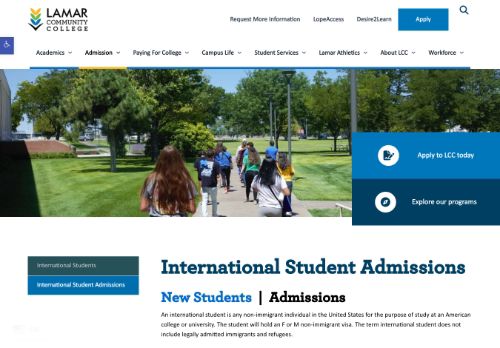 LAMAR
COMMUNITY
COLLEGE
Request More Information LopeAccess Desire2Learn Apply
Academics Admission Paying For College Campus Life Student Services Lamar Athletics About LCC Workforce
Apply to LCC today
Explore our programs
International Students
International Student Admissions
International Student Admissions
New Students | Admissions
An international student is any non-immigrant individual in the United States for the purpose of study at an American
college or university. The student will hold an F or M non-immigrant visa. The term international student does not
include legally admitted immigrants and refugees.